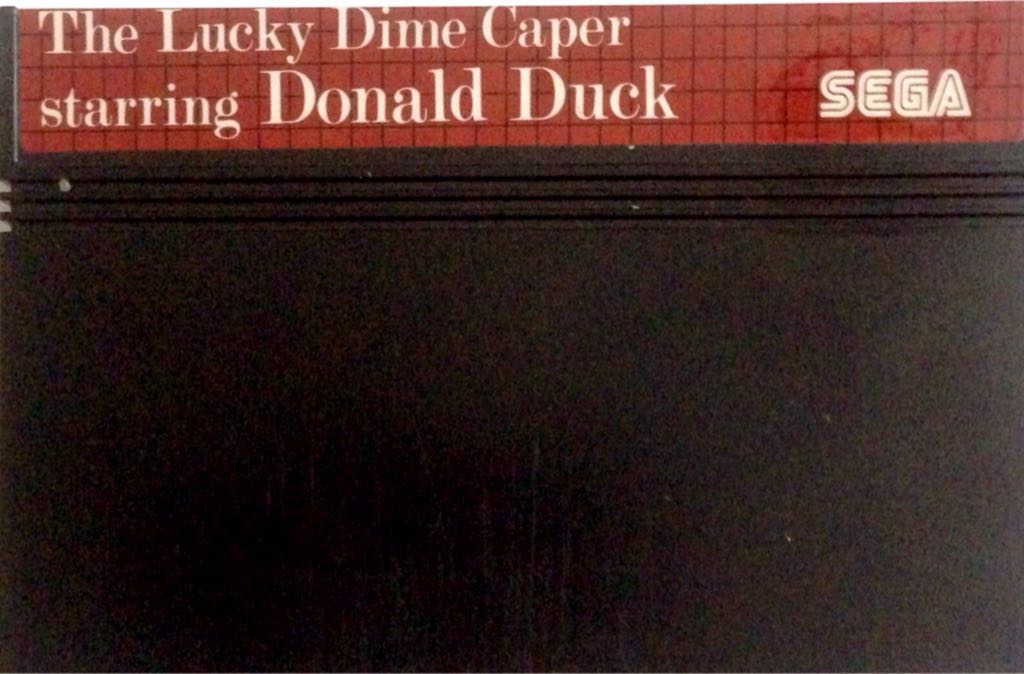 The Lucky Dime Caper
starring Donald Duck
SEGA